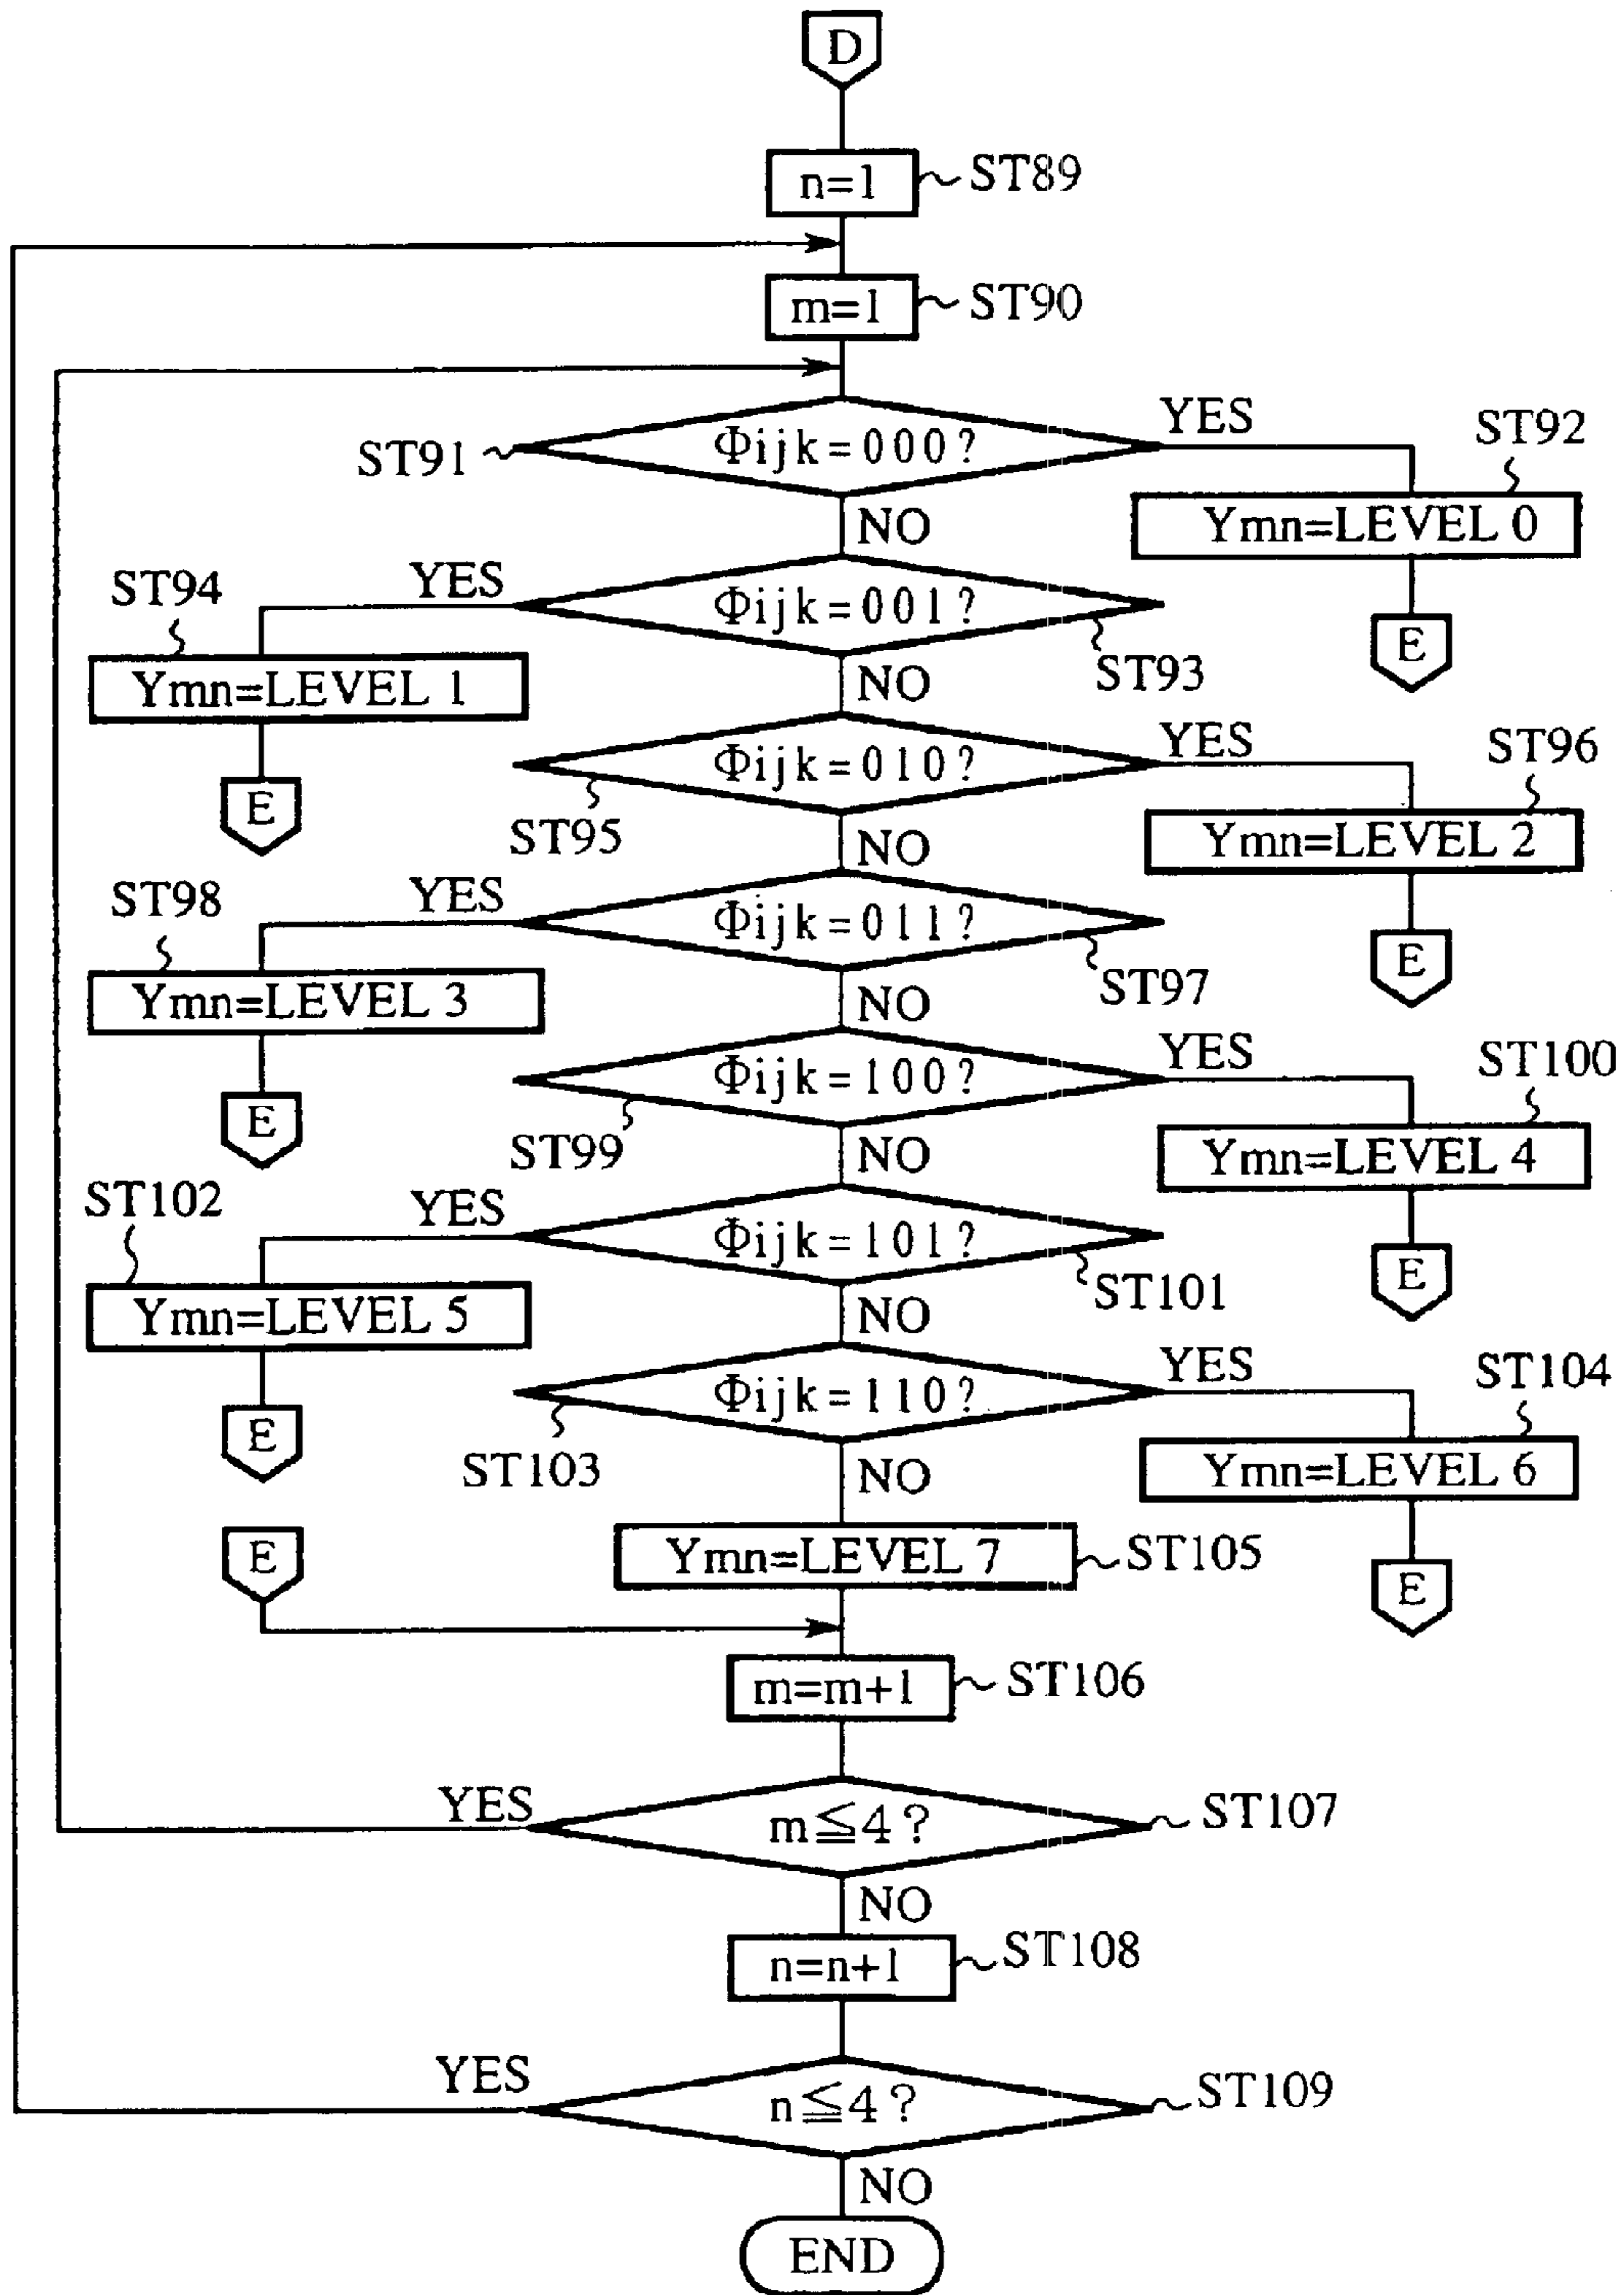 D
n=1
ST89
m=1
ST90
Φijk=000?
YES
ST91
ST92
NO
Ymn=LEVEL 0
E
ST94
YES
Φijk=001?
ST93
NO
Ymn=LEVEL 1
E
Φijk=010?
YES
ST95
ST96
NO
Ymn=LEVEL 2
E
ST98
YES
Φijk=011?
ST97
NO
Ymn=LEVEL 3
E
Φijk=100?
YES
ST99
ST100
NO
Ymn=LEVEL 4
E
ST102
YES
Φijk=101?
ST101
NO
Ymn=LEVEL 5
E
Φijk=110?
YES
ST103
ST104
NO
Ymn=LEVEL 6
E
E
Ymn=LEVEL 7
ST105
m=m+1
ST106
YES
m≦4?
ST107
NO
n=n+1
ST108
YES
n≦4?
ST109
NO
END